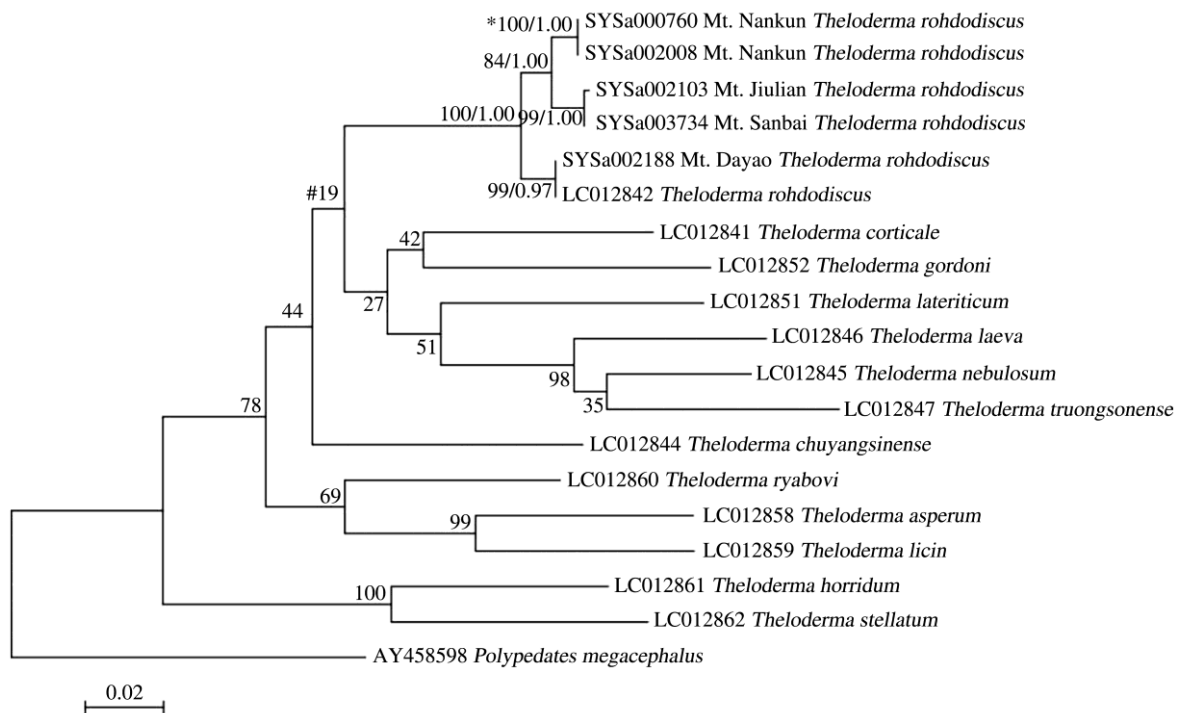 *100/1.00
SYSa000760 Mt. Nankun Theloderma rohdodiscus
SYSa002008 Mt. Nankun Theloderma rohdodiscus
84/1.00
SYSa002103 Mt. Jiulian Theloderma rohdodiscus
100/1.00
99/1.00
SYSa003734 Mt. Sanbai Theloderma rohdodiscus
SYSa002188 Mt. Dayao Theloderma rohdodiscus
99/0.97
LC012842 Theloderma rohdodiscus
#19
LC012841 Theloderma corticale
42
LC012852 Theloderma gordoni
27
LC012851 Theloderma lateriticum
44
LC012846 Theloderma laeva
51
LC012845 Theloderma nebulosum
98
35
LC012847 Theloderma truongsonense
78
LC012844 Theloderma chuyangsinense
LC012860 Theloderma ryabovi
69
LC012858 Theloderma asperum
99
LC012859 Theloderma licin
LC012861 Theloderma horridum
100
LC012862 Theloderma stellatum
AY458598 Polypedates megacephalus
0.02